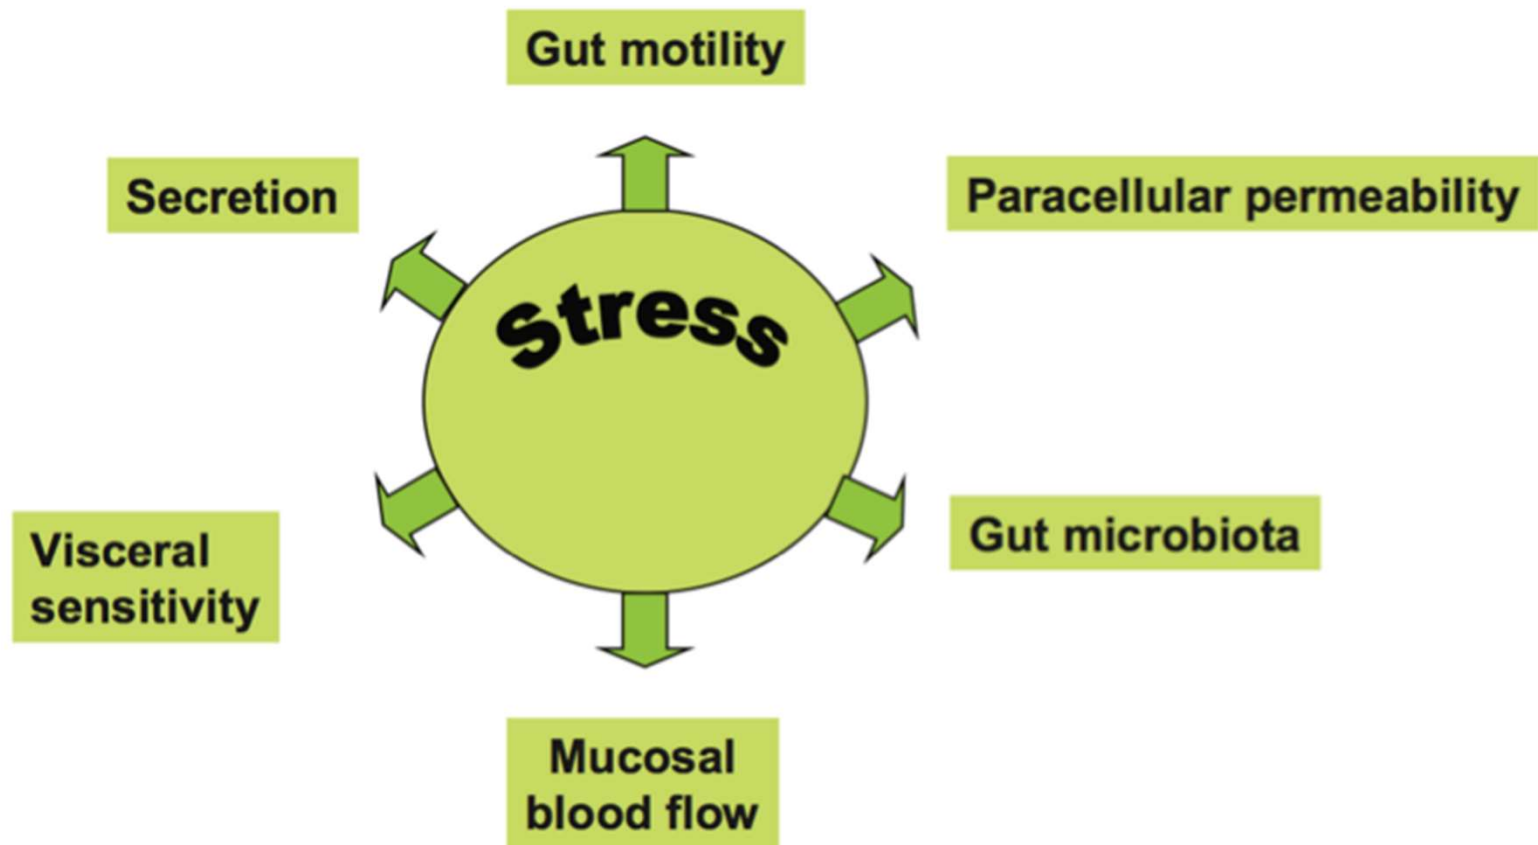 Gut motility
Secretion
Paracellular permeability
Stress
Visceral
sensitivity
Gut microbiota
Mucosal
blood flow